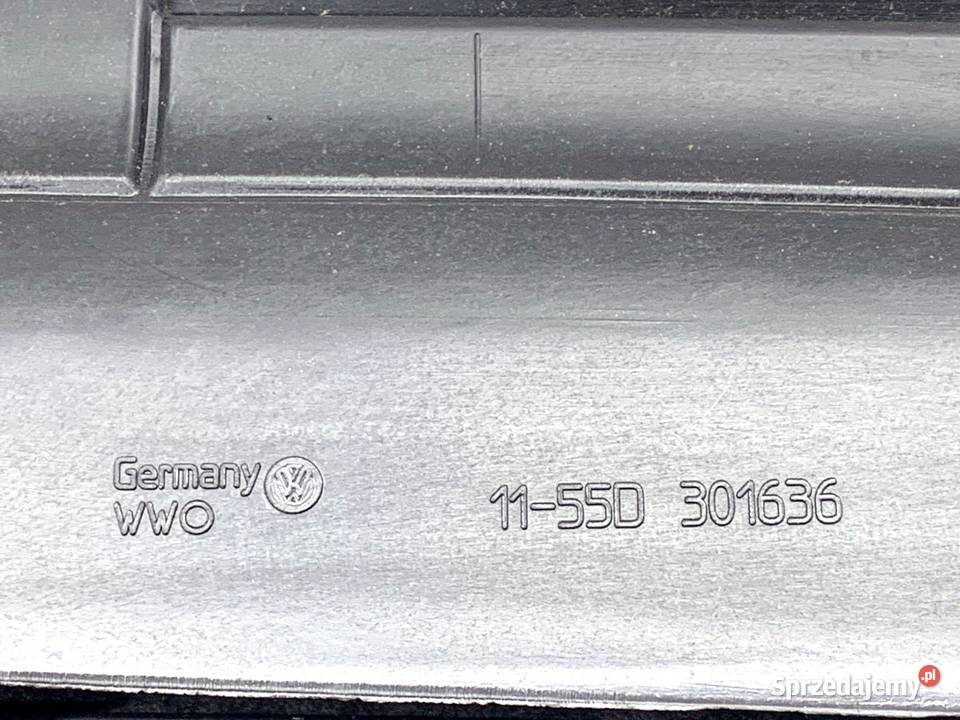 Germany
WWO
11-55D 301636
Sprzedajemy.pl